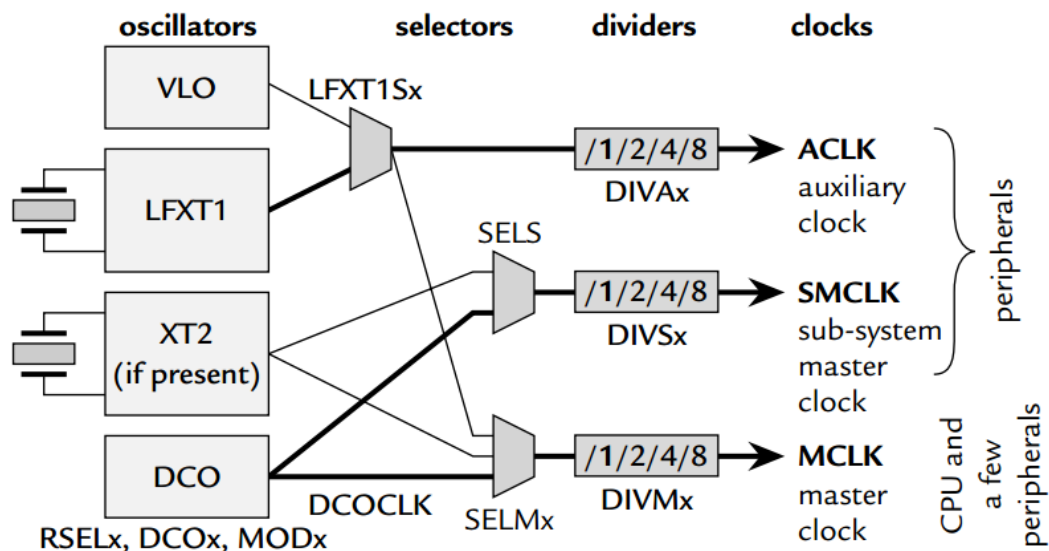 oscillators selectors dividers clocks
VLO
LFXT1Sx
/1/2/4/8
DIVAx
ACLK
auxiliary
clock
LFXT1
SELS
/1/2/4/8
DIVSx
SMCLK
sub-system
master
clock
peripherals
XT2
(if present)
DCO
DCOCLK
SELMx
/1/2/4/8
DIVMx
MCLK
master
clock
CPU and
a few
peripherals
RSELx, DCOx, MODx